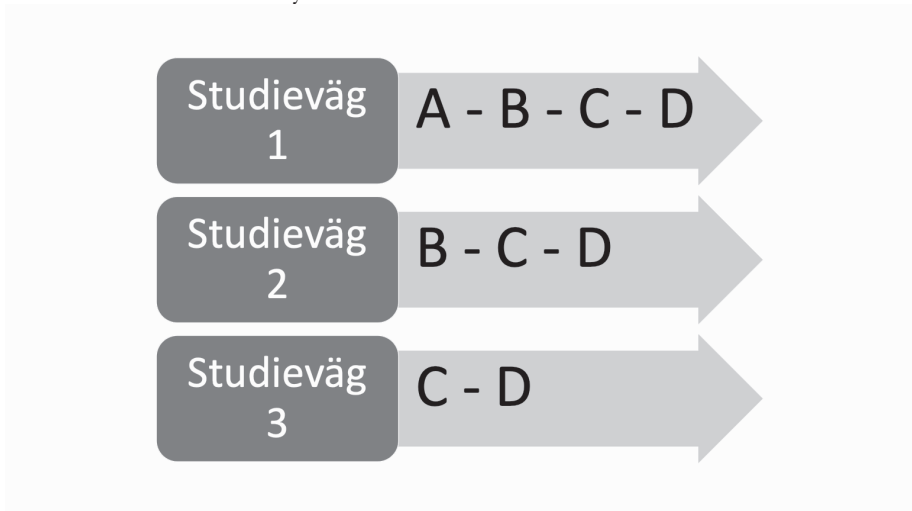 Studieväg
1
A - B - C - D
Studieväg
2
B - C - D
Studieväg
3
C - D